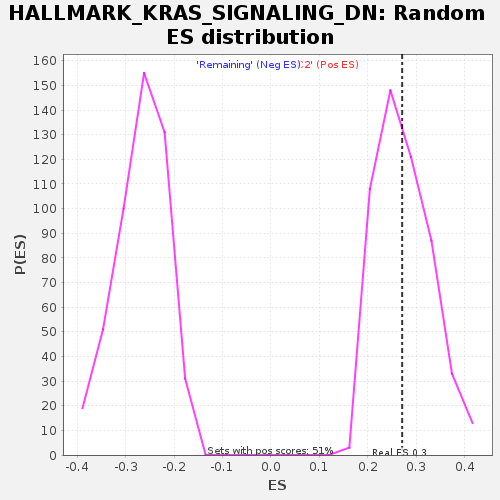 HALLMARK_KRAS_SIGNALING_DN: Random
ES distribution
'Remaining' (Neg ES):2' (Pos ES)
160
150
140
130
120
110
100
90
80
70
60
50
40
30
20
10
0
P(ES)
Sets with pos scores: 51%
Real ES 0.3
-0.4 -0.3 -0.2 -0.1 0.0 0.1 0.2 0.3 0.4
ES